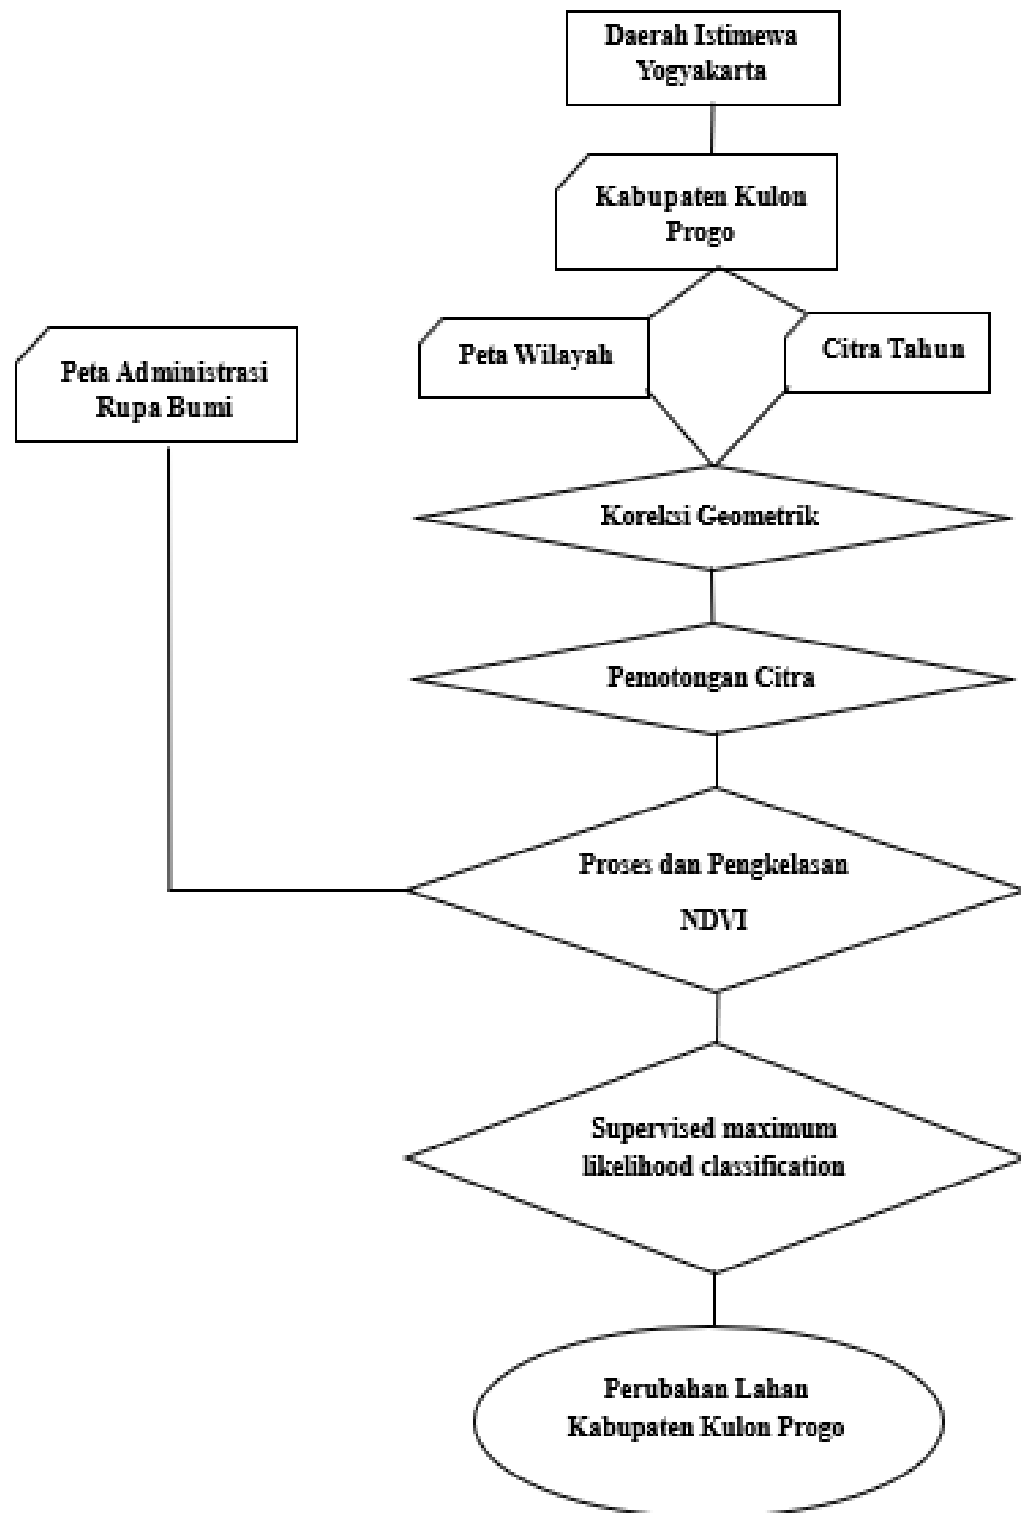 Daerah Istimewa
Yogyakarta
Kabupaten Kulon
Progo
Peta Wilayah
Citra Tahun
Peta Administrasi
Rupa Bumi
Koreksi Geometrik
Pemotongan Citra
Proses dan Pengkelasan
NDVI
Supervised maximum
likelihood classification
Perubahan Lahan
Kabupaten Kulon Progo